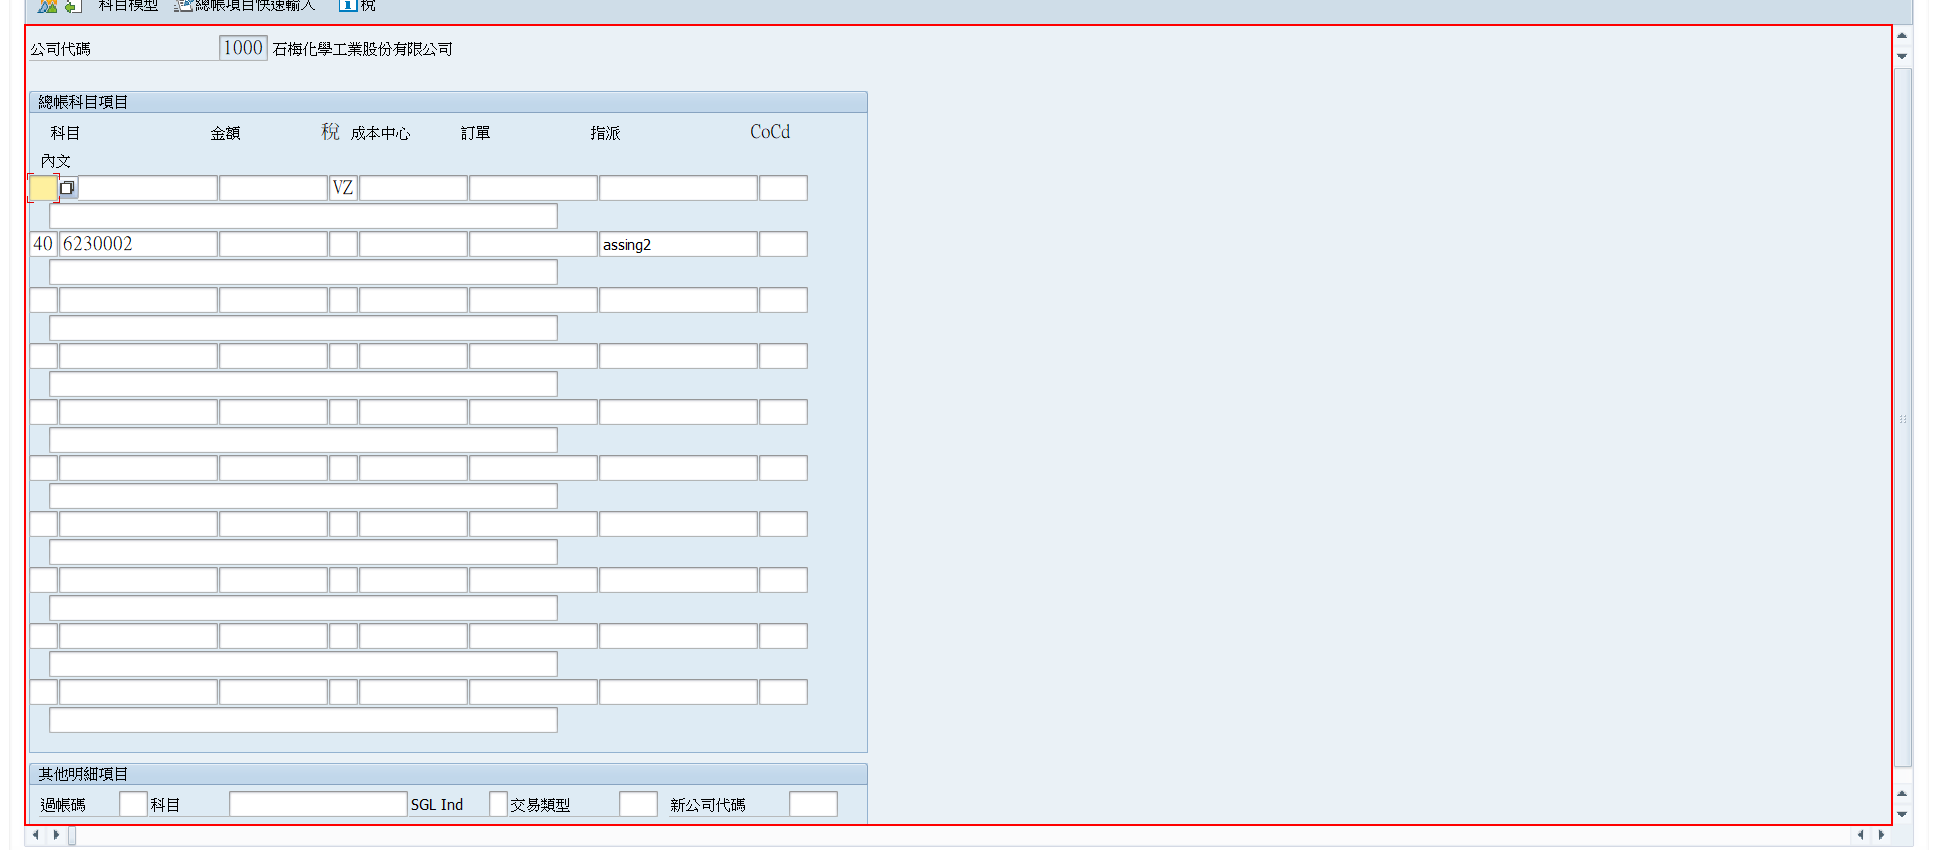 科目模型 總帳項目快速輸入 稅
公司代碼 1000 石梅化學工業股份有限公司
總帳科目項目
科目 金額 稅 成本中心 訂單 指派 CoCd
內文
VZ
40 6230002 assing2
其他明細項目
過帳碼 科目 SGL Ind 交易類型 新公司代碼